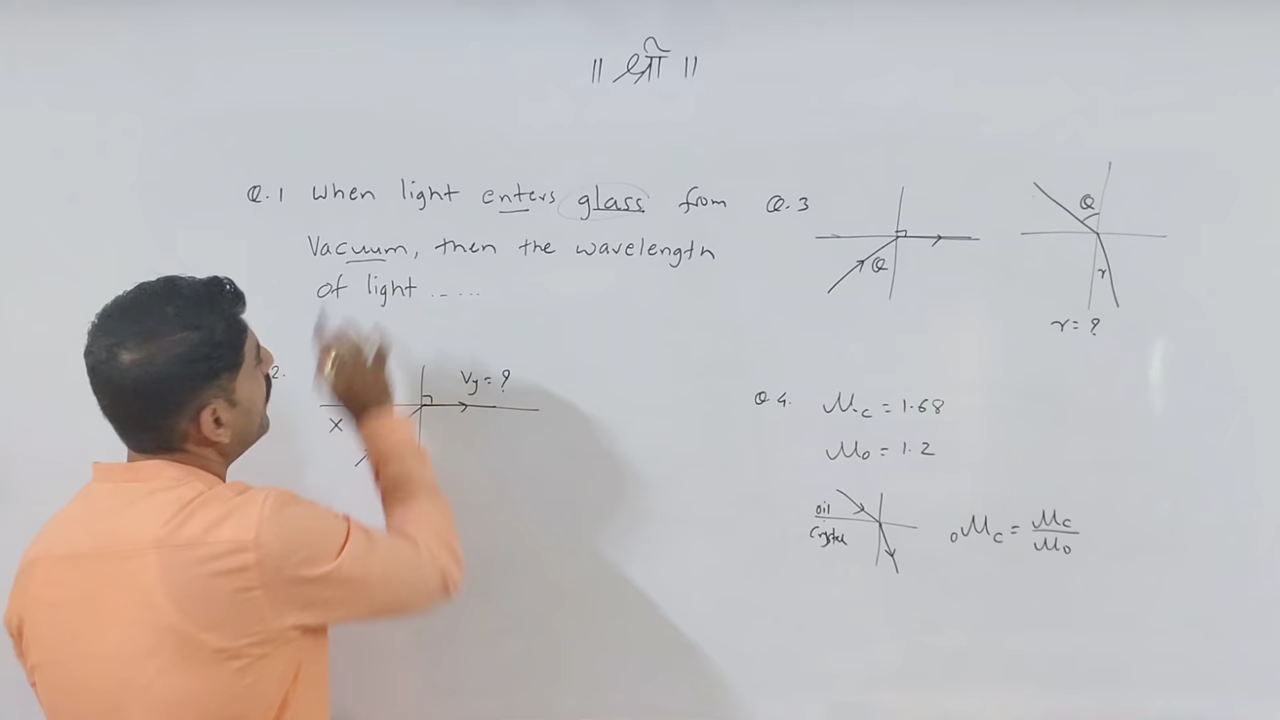 ॥ श्री ॥
Q.1 When light enters glass from
Vacuum, then the wavelength
of light .....
2.
Vy = ?
X
Q.3
θ
θ
r
r = ?
Q 4. μc = 1.68
μo = 1.2
oil
Crystal
oμc = μc/μo